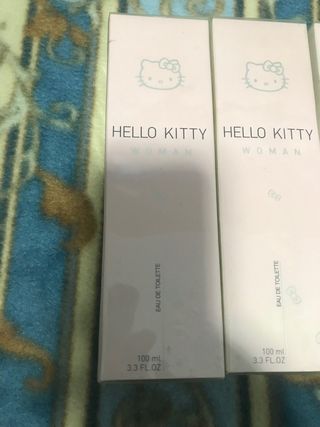 HELLO KITTY
WOMAN
EAU DE TOILETTE
100 ml
3.3 FL.OZ
HELLO KITTY
WOMAN
EAU DE TOILETTE
100 ml
3.3 FL.OZ